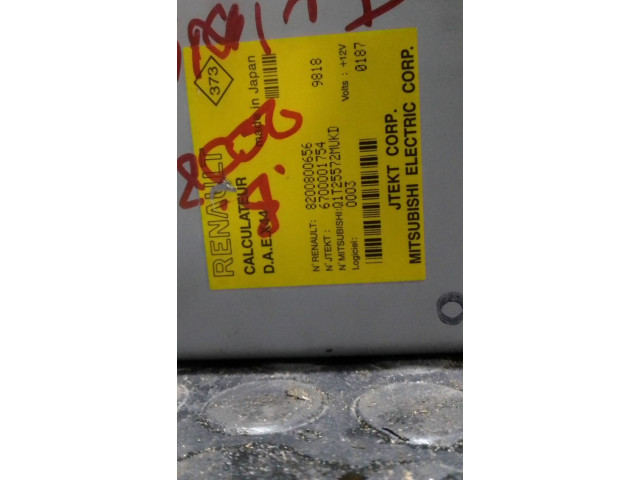 RENAULT
373
CALCULATEUR made in Japan
D.A.E.
N°RENAULT: 8200800656 9818
N°JTEKT: 6700001754
N°MITSUBISHI: Q1T25572MUKD
Logiciel: 0003 Volts: +12V 0187
JTEKT CORP.
MITSUBISHI ELECTRIC CORP.